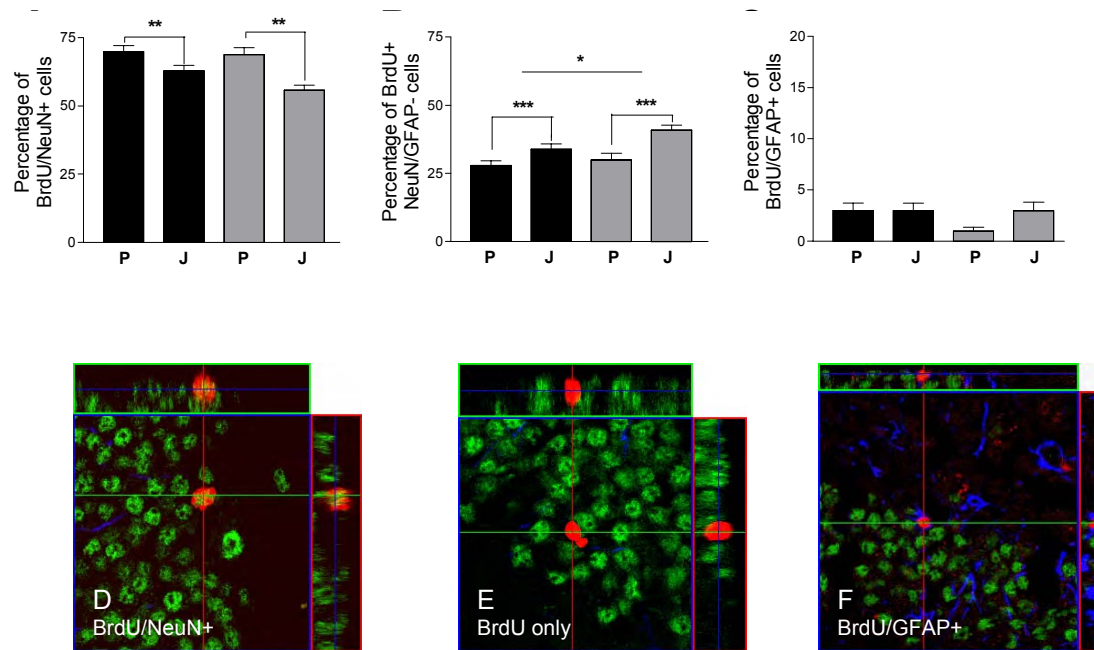 Percentage of
BrdU/NeuN+ cells
75
50
25
0
**
**
P
J
P
J
Percentage of BrdU+
NeuN/GFAP- cells
75
50
25
0
*
***
***
P
J
P
J
Percentage of
BrdU/GFAP+ cells
20
15
10
5
0
P
J
P
J
D
BrdU/NeuN+
E
BrdU only
F
BrdU/GFAP+